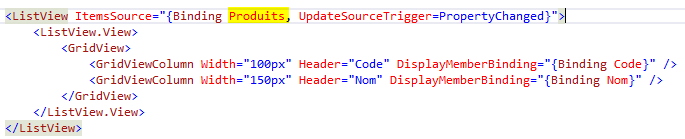 <ListView ItemsSource="{Binding Produits, UpdateSourceTrigger=PropertyChanged}">
<ListView.View>
<GridView>
<GridViewColumn Width="100px" Header="Code" DisplayMemberBinding="{Binding Code}" />
<GridViewColumn Width="150px" Header="Nom" DisplayMemberBinding="{Binding Nom}" />
</GridView>
</ListView.View>
</ListView>